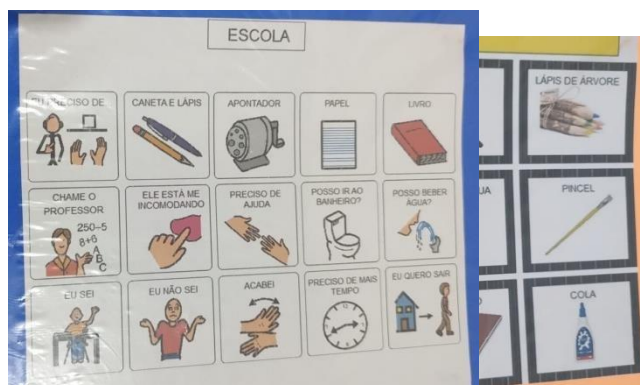 ESCOLA
EU PRECISO DE
CANETA E LÁPIS
APONTADOR
PAPEL
LIVRO
CHAME O
PROFESSOR
250-5
8+6
A
B
C
ELE ESTÁ ME
INCOMODANDO
PRECISO DE
AJUDA
POSSO IR AO
BANHEIRO?
POSSO BEBER
ÁGUA?
EU SEI
EU NÃO SEI
ACABEI
PRECISO DE MAIS
TEMPO
EU QUERO SAIR
LÁPIS DE ÁRVORE
PINCEL
COLA